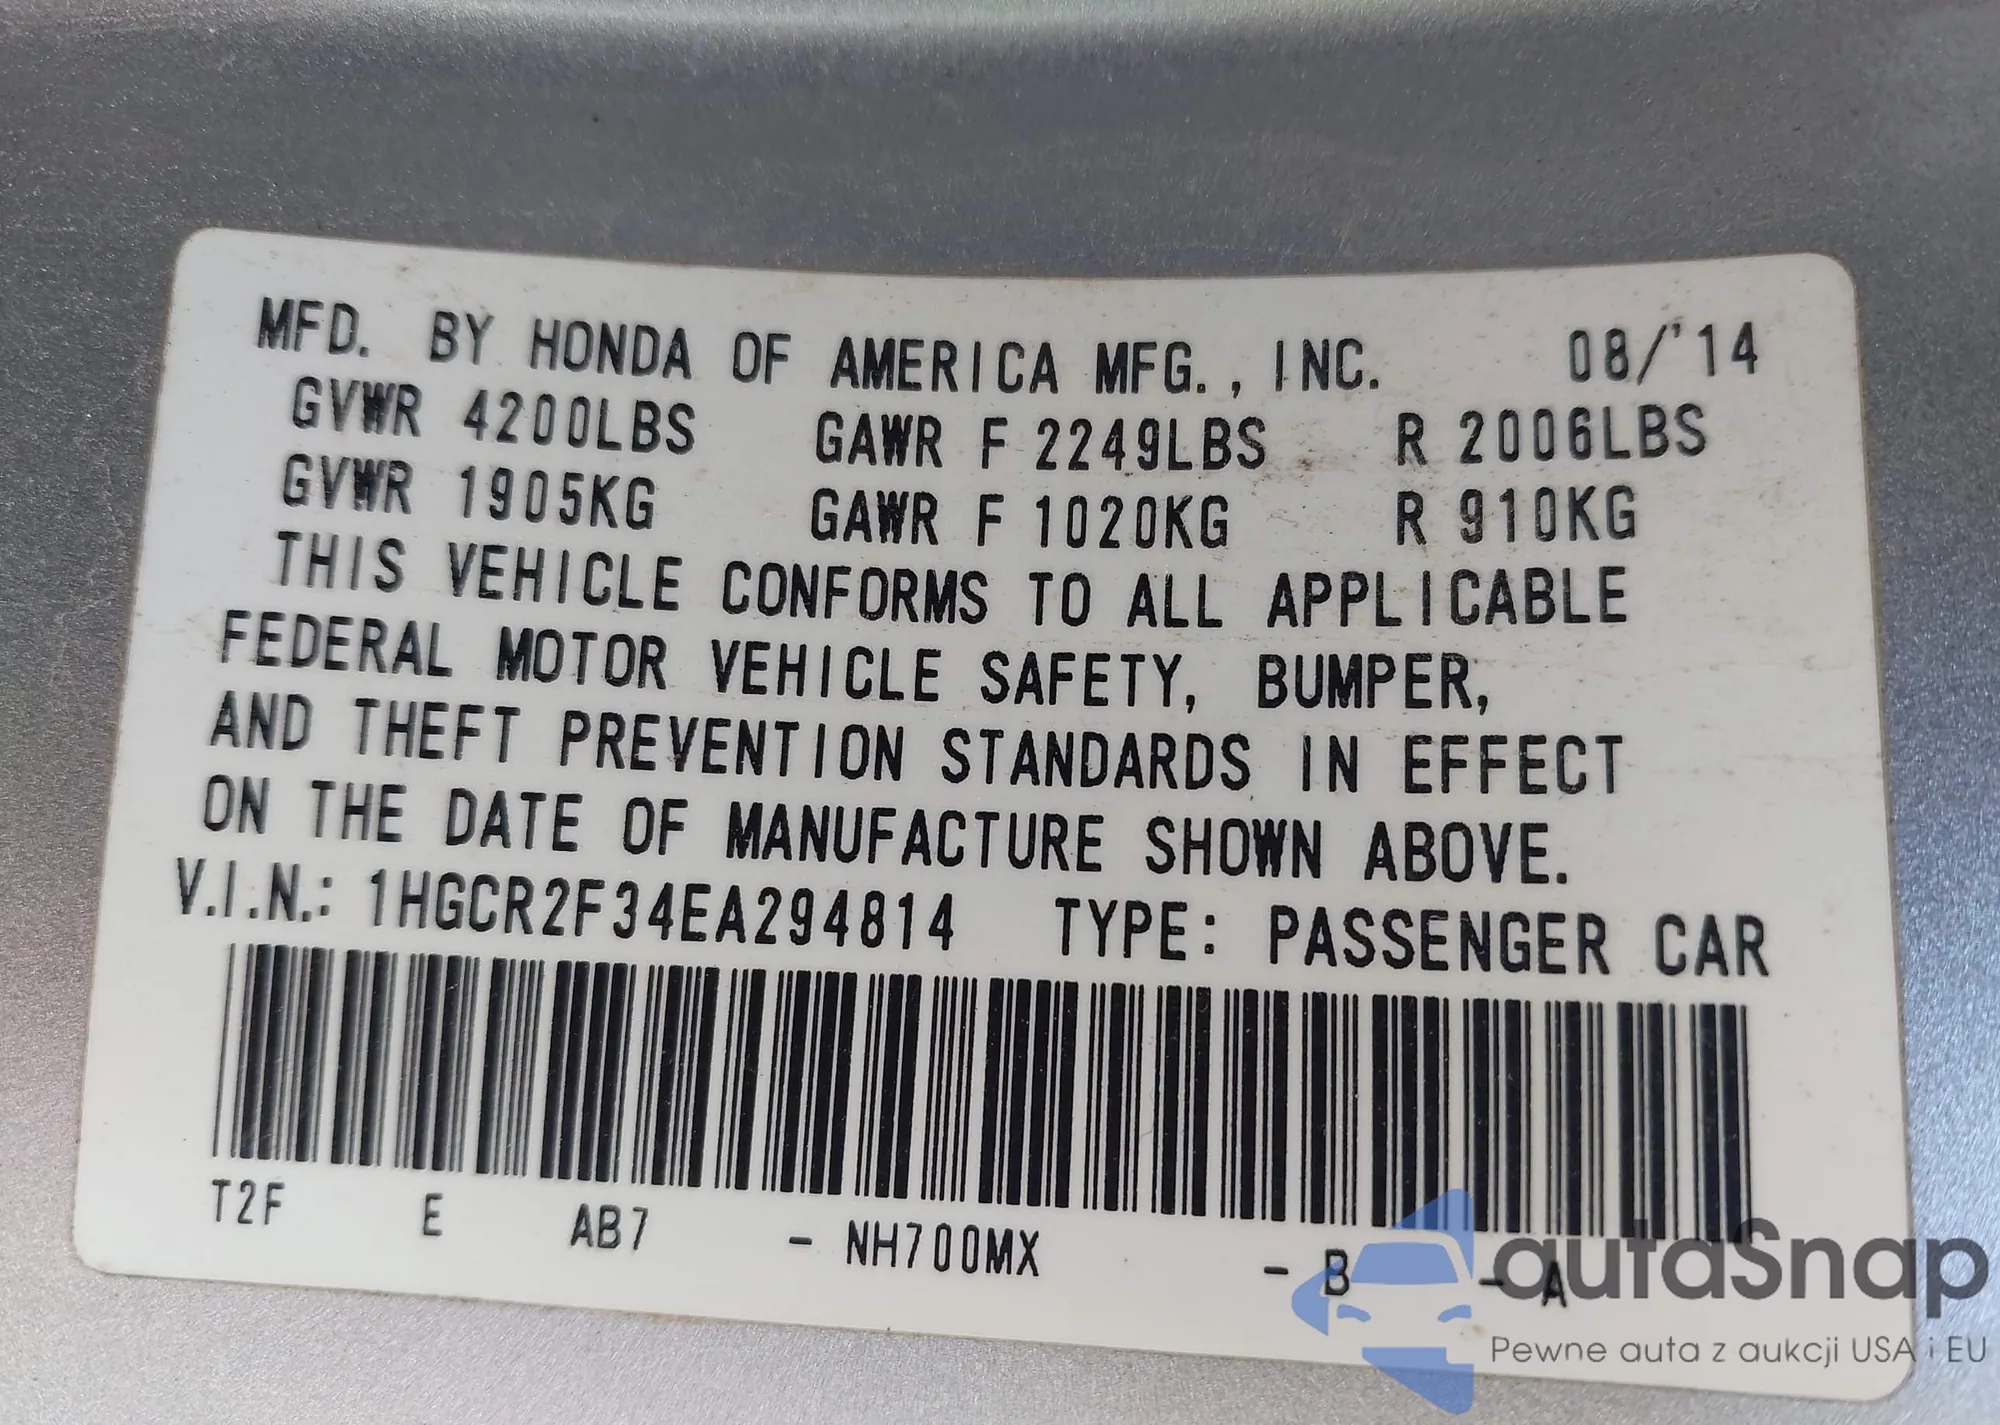 MFD. BY HONDA OF AMERICA MFG., INC. 08/'14
GVWR 4200LBS GAWR F 2249LBS R 2006LBS
GVWR 1905KG GAWR F 1020KG R 910KG
THIS VEHICLE CONFORMS TO ALL APPLICABLE
FEDERAL MOTOR VEHICLE SAFETY, BUMPER,
AND THEFT PREVENTION STANDARDS IN EFFECT
ON THE DATE OF MANUFACTURE SHOWN ABOVE.
V.I.N.: 1HGCR2F34EA294814 TYPE: PASSENGER CAR
T2F E AB7 - NH700MX - B - A
autaSnap
Pewne auta z aukcji USA i EU